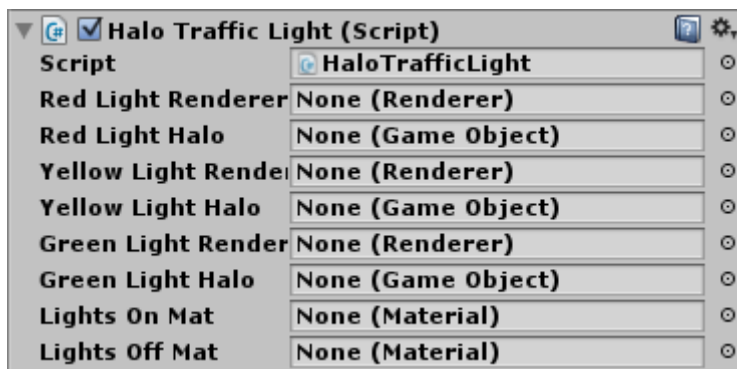 Halo Traffic Light (Script)
Script HaloTrafficLight
Red Light Renderer None (Renderer)
Red Light Halo None (Game Object)
Yellow Light Rende None (Renderer)
Yellow Light Halo None (Game Object)
Green Light Render None (Renderer)
Green Light Halo None (Game Object)
Lights On Mat None (Material)
Lights Off Mat None (Material)